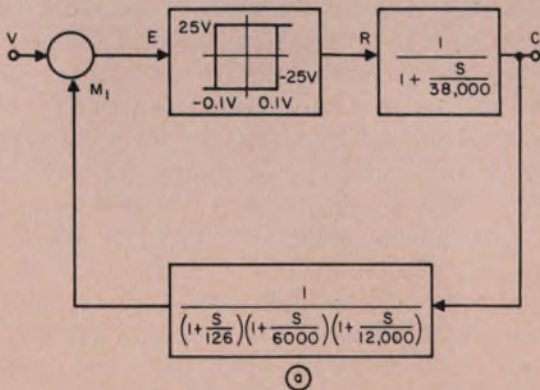 V
E
R
C
M1
25V
-25V
-0.1V 0.1V
1
1 + S
38,000
1
(1+ S/126)(1+ S/6000)(1+ S/12,000)
a